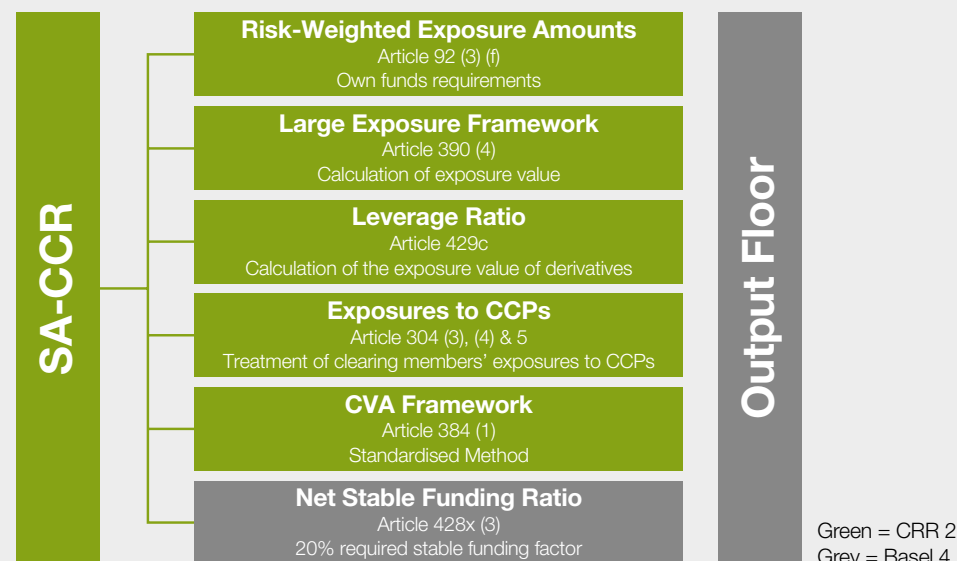 SA-CCR
Risk-Weighted Exposure Amounts
Article 92 (3) (f)
Own funds requirements
Large Exposure Framework
Article 390 (4)
Calculation of exposure value
Leverage Ratio
Article 429c
Calculation of the exposure value of derivatives
Exposures to CCPs
Article 304 (3), (4) & 5
Treatment of clearing members’ exposures to CCPs
CVA Framework
Article 384 (1)
Standardised Method
Net Stable Funding Ratio
Article 428x (3)
20% required stable funding factor
Output Floor
Green = CRR 2
Grey = Basel 4